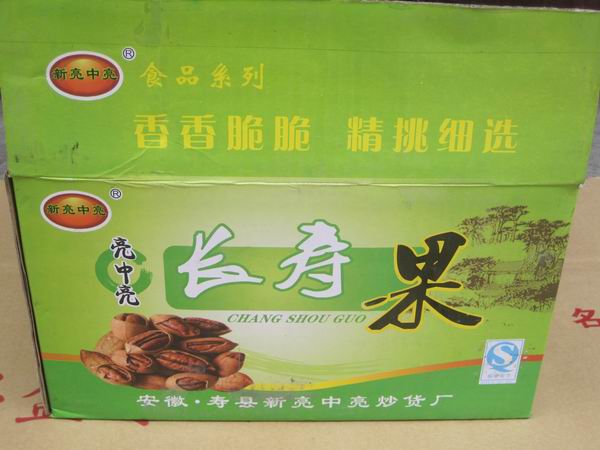 新亮中亮®
食品系列
香香脆脆 精挑细选
新亮中亮®
亮中亮
长寿果
CHANG SHOU GUO
安徽·寿县新亮中亮炒货厂